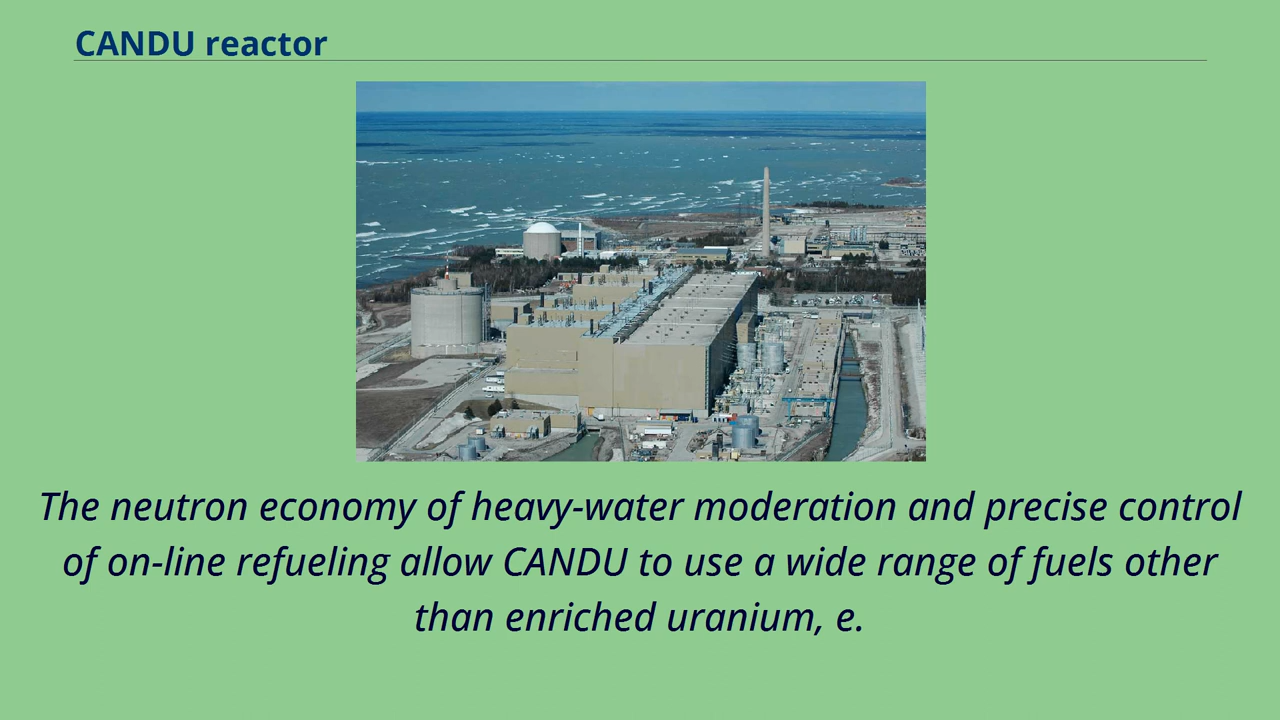 CANDU reactor
The neutron economy of heavy-water moderation and precise control
of on-line refueling allow CANDU to use a wide range of fuels other
than enriched uranium, e.